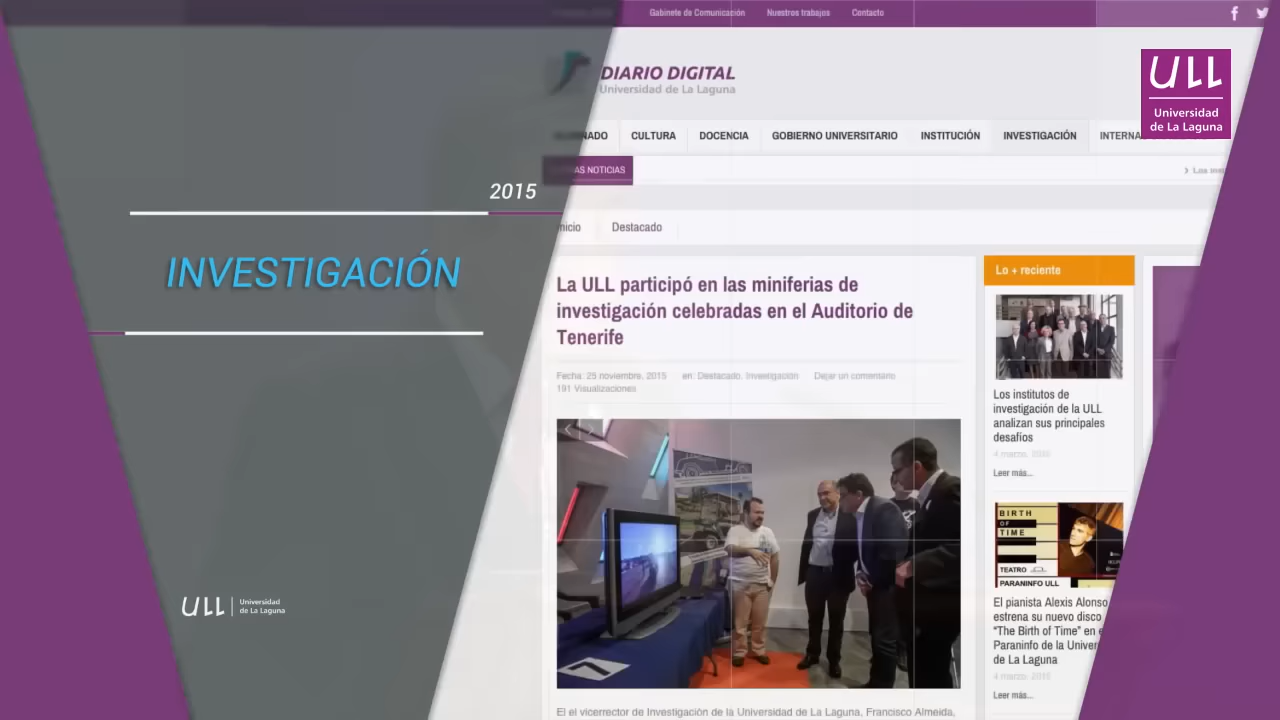 Gabinete de Comunicación
Nuestros trabajos
Contacto
DIARIO DIGITAL
Universidad de La Laguna
ULL
Universidad
de La Laguna
CULTURA
DOCENCIA
GOBIERNO UNIVERSITARIO
INSTITUCIÓN
INVESTIGACIÓN
NOTICIAS
2015
INVESTIGACIÓN
Destacado
La ULL participó en las miniferias de
investigación celebradas en el Auditorio de
Tenerife
Fecha: 25 noviembre, 2015
en: Destacado, Investigación
Dejar un comentario
191 Visualizaciones
7
El el vicerrector de Investigación de la Universidad de La Laguna, Francisco Almeida,
Lo + reciente
Los institutos de
investigación de la ULL
analizan sus principales
desafíos
Leer más...
BIRTH
OF
TIME
TEATRO
PARANINFO ULL
El pianista Alexis Alonso
estrena su nuevo disco
"The Birth of Time" en
Paraninfo de la
de La Laguna
Leer más...
ULL
Universidad
de La Laguna